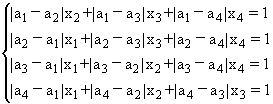 |a₁−a₂|x₂+|a₁−a₃|x₃+|a₁−a₄|x₄=1
|a₂−a₁|x₁+|a₂−a₃|x₃+|a₂−a₄|x₄=1
|a₃−a₁|x₁+|a₃−a₂|x₂+|a₃−a₄|x₄=1
|a₄−a₁|x₁+|a₄−a₂|x₂+|a₄−a₃|x₃=1